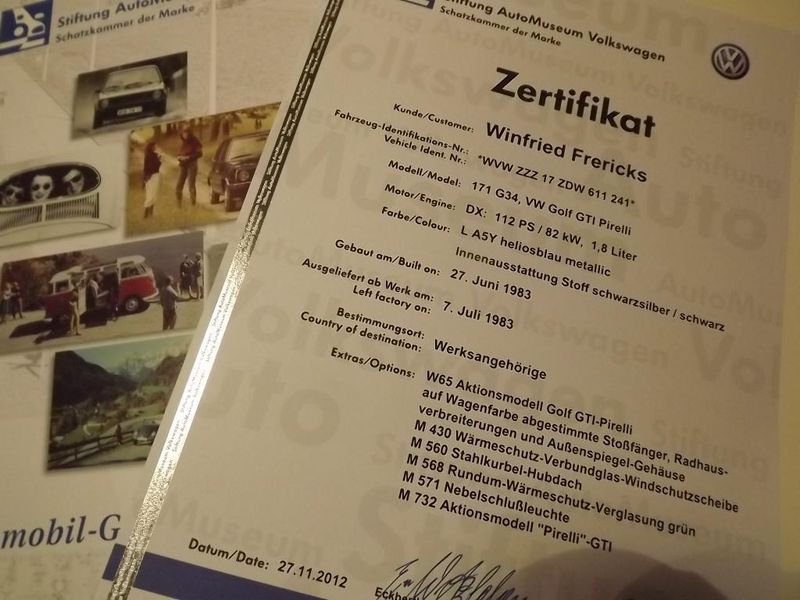 Stiftung AutoMuseum
Schatzkammer der Marke
mobil-G
Stiftung AutoMuseum Volkswagen
Schatzkammer der Marke
Zertifikat
Kunde/Customer: Winfried Frericks
Fahrzeug-Identifikations-Nr.:
Vehicle Ident. Nr.: *WVW ZZZ 17 ZDW 611 241*
Modell/Model: 171 G34, VW Golf GTI Pirelli
Motor/Engine: DX: 112 PS / 82 kW, 1,8 Liter
Farbe/Colour: L A5Y heliosblau metallic
Innenausstattung Stoff schwarzsilber / schwarz
Gebaut am/Built on: 27. Juni 1983
Ausgeliefert ab Werk am:
Left factory on: 7. Juli 1983
Bestimmungsort:
Country of destination: Werksangehörige
Extras/Options: W65 Aktionsmodell Golf GTI-Pirelli
auf Wagenfarbe abgestimmte Stoßfänger, Radhaus-
verbreiterungen und Außenspiegel-Gehäuse
M 430 Wärmeschutz-Verbundglas-Windschutzscheibe
M 560 Stahlkurbel-Hubdach
M 568 Rundum-Wärmeschutz-Verglasung grün
M 571 Nebelschlußleuchte
M 732 Aktionsmodell "Pirelli"-GTI
Datum/Date: 27.11.2012